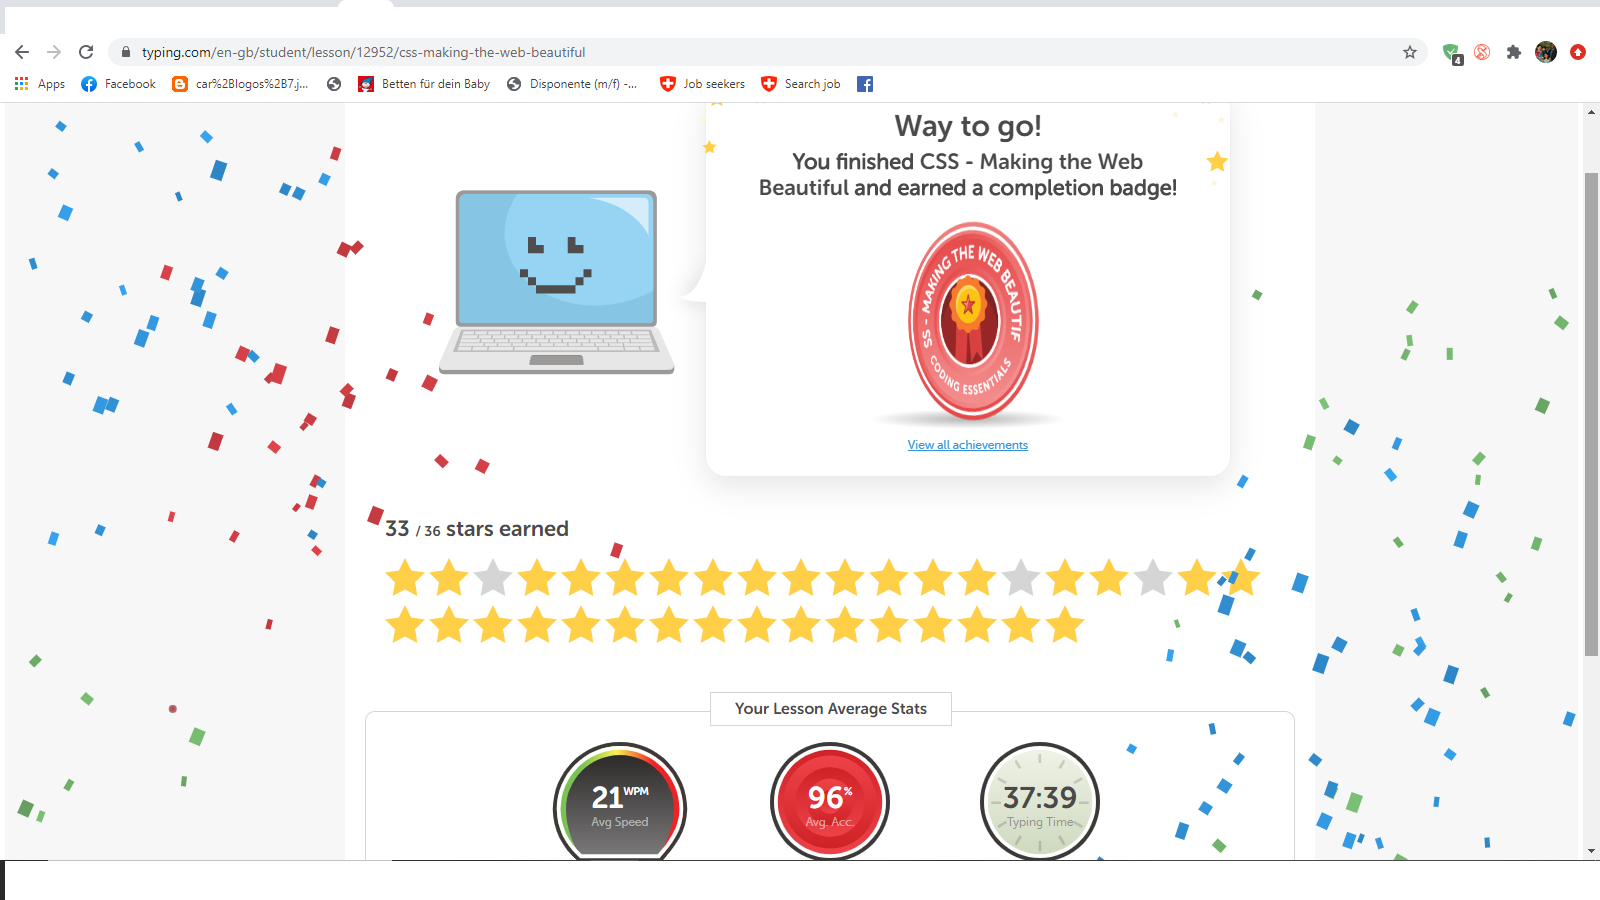 typing.com/en-gb/student/lesson/12952/css-making-the-web-beautiful
4
Apps
Facebook
car%2Blogos%2B7.j...
Betten für dein Baby
Disponente (m/f) -...
Job seekers
Search job
Way to go!
You finished CSS - Making the Web
Beautiful and earned a completion badge!
SS - MAKING THE WEB BEAUTIF
CODING ESSENTIALS
View all achievements
33 / 36 stars earned
Your Lesson Average Stats
21 WPM
Avg Speed
96%
Avg. Acc.
37:39
Typing Time